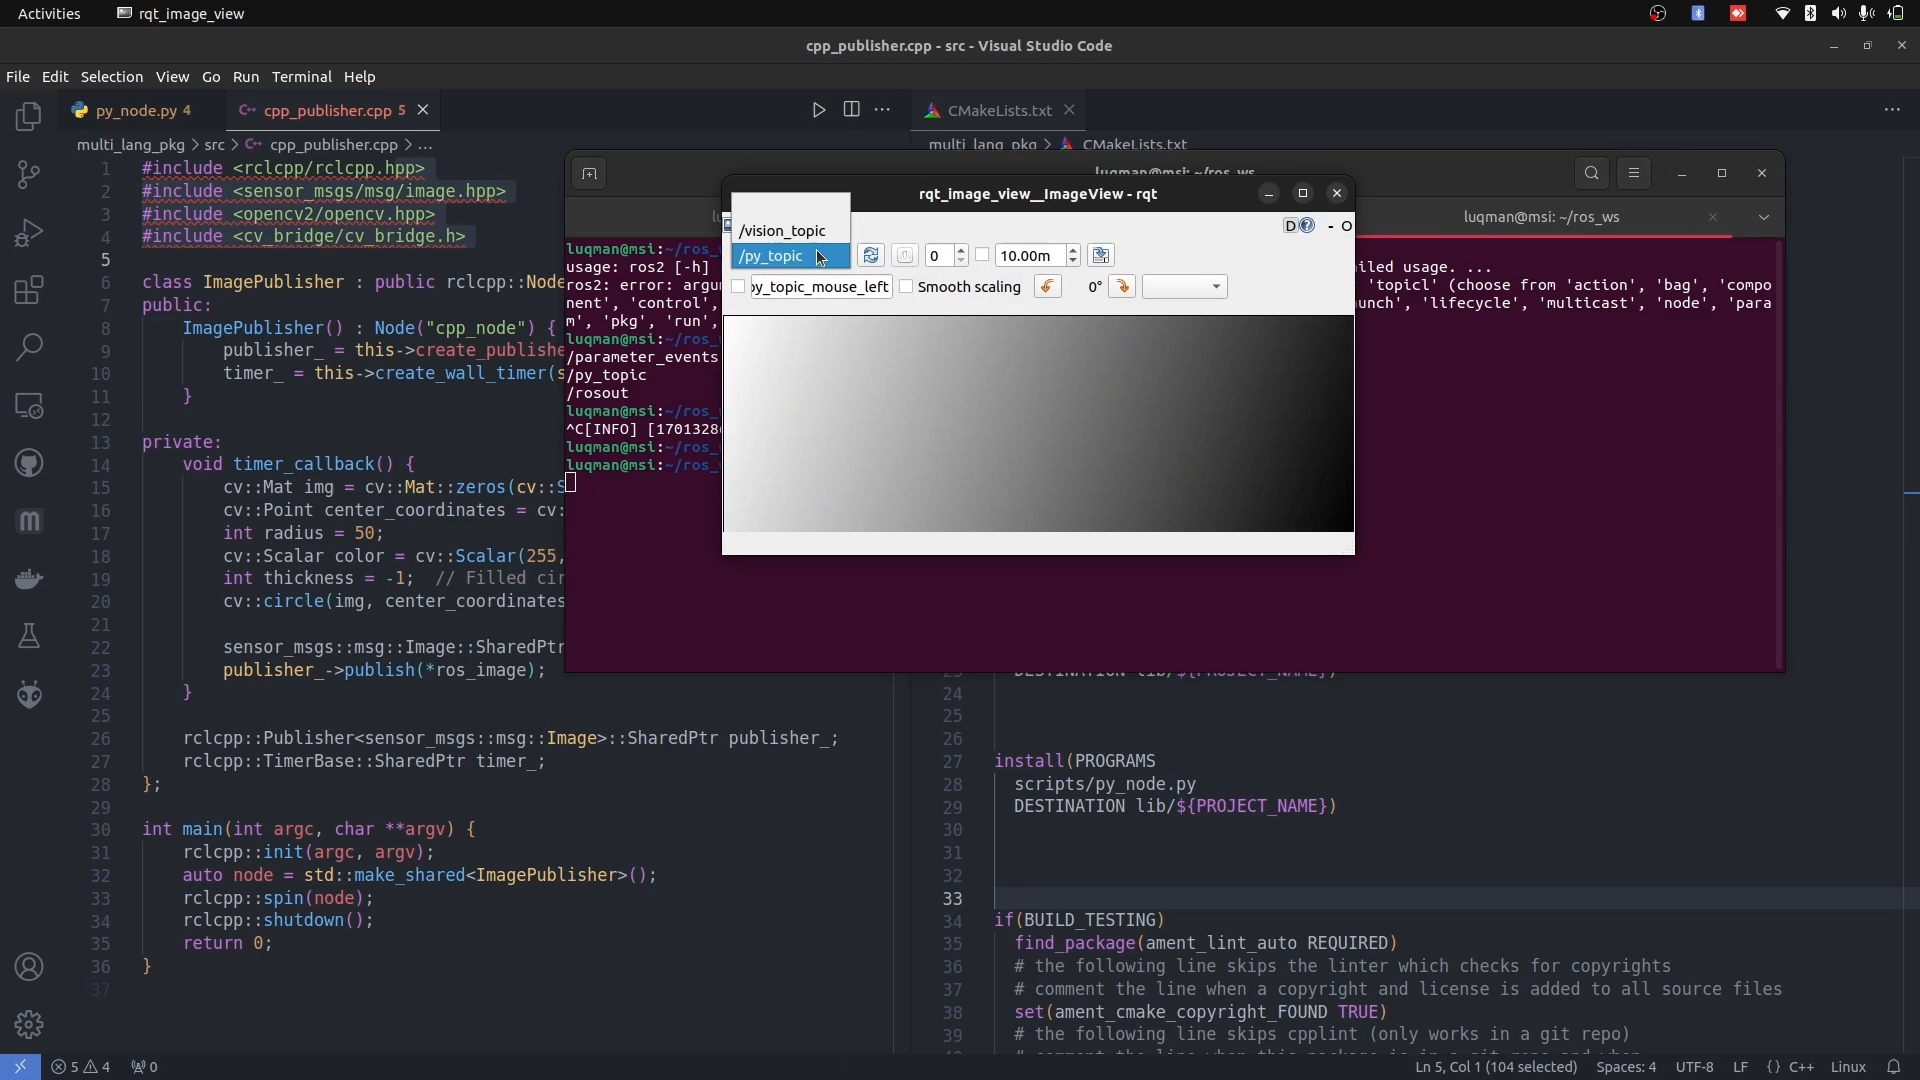 Activities
rqt_image_view
cpp_publisher.cpp - src - Visual Studio Code
File Edit Selection View Go Run Terminal Help
py_node.py 4
cpp_publisher.cpp 5
CMakeLists.txt
multi_lang_pkg > src > cpp_publisher.cpp > ...
multi_lang_pkg > CMakeLists.txt
1 #include <rclcpp/rclcpp.hpp>
2 #include <sensor_msgs/msg/image.hpp>
3 #include <opencv2/opencv.hpp>
4 #include <cv_bridge/cv_bridge.h>
5
6 class ImagePublisher : public rclcpp::Node
7 public:
8 ImagePublisher() : Node("cpp_node") {
9 publisher_ = this->create_publishe
10 timer_ = this->create_wall_timer(s
11 }
12
13 private:
14 void timer_callback() {
15 cv::Mat img = cv::Mat::zeros(cv::S
16 cv::Point center_coordinates = cv:
17 int radius = 50;
18 cv::Scalar color = cv::Scalar(255,
19 int thickness = -1; // Filled cir
20 cv::circle(img, center_coordinates
21
22 sensor_msgs::msg::Image::SharedPtr
23 publisher_->publish(*ros_image);
24 }
25
26 rclcpp::Publisher<sensor_msgs::msg::Image>::SharedPtr publisher_;
27 rclcpp::TimerBase::SharedPtr timer_;
28 };
29
30 int main(int argc, char **argv) {
31 rclcpp::init(argc, argv);
32 auto node = std::make_shared<ImagePublisher>();
33 rclcpp::spin(node);
34 rclcpp::shutdown();
35 return 0;
36 }
37
luqman@msi: ~/ros_ws
luqman@msi: ~/ros_ws
luqman@msi:~/ros_
usage: ros2 [-h] iled usage. ...
ros2: error: argu 'topicl' (choose from 'action', 'bag', 'compo
nent', 'control', unch', 'lifecycle', 'multicast', 'node', 'para
m', 'pkg', 'run',
luqman@msi:~/ros_
/parameter_events
/py_topic
/rosout
luqman@msi:~/ros_
^C[INFO] [1701328
luqman@msi:~/ros_
luqman@msi:~/ros_
rqt_image_view__ImageView - rqt
/vision_topic
/py_topic
D
- O
0
10.00m
py_topic_mouse_left
Smooth scaling
0°
24
25
26
27 install(PROGRAMS
28 scripts/py_node.py
29 DESTINATION lib/${PROJECT_NAME})
30
31
32
33
34 if(BUILD_TESTING)
35 find_package(ament_lint_auto REQUIRED)
36 # the following line skips the linter which checks for copyrights
37 # comment the line when a copyright and license is added to all source files
38 set(ament_cmake_copyright_FOUND TRUE)
39 # the following line skips cpplint (only works in a git repo)
5 4 0
Ln 5, Col 1 (104 selected) Spaces: 4 UTF-8 LF {} C++ Linux